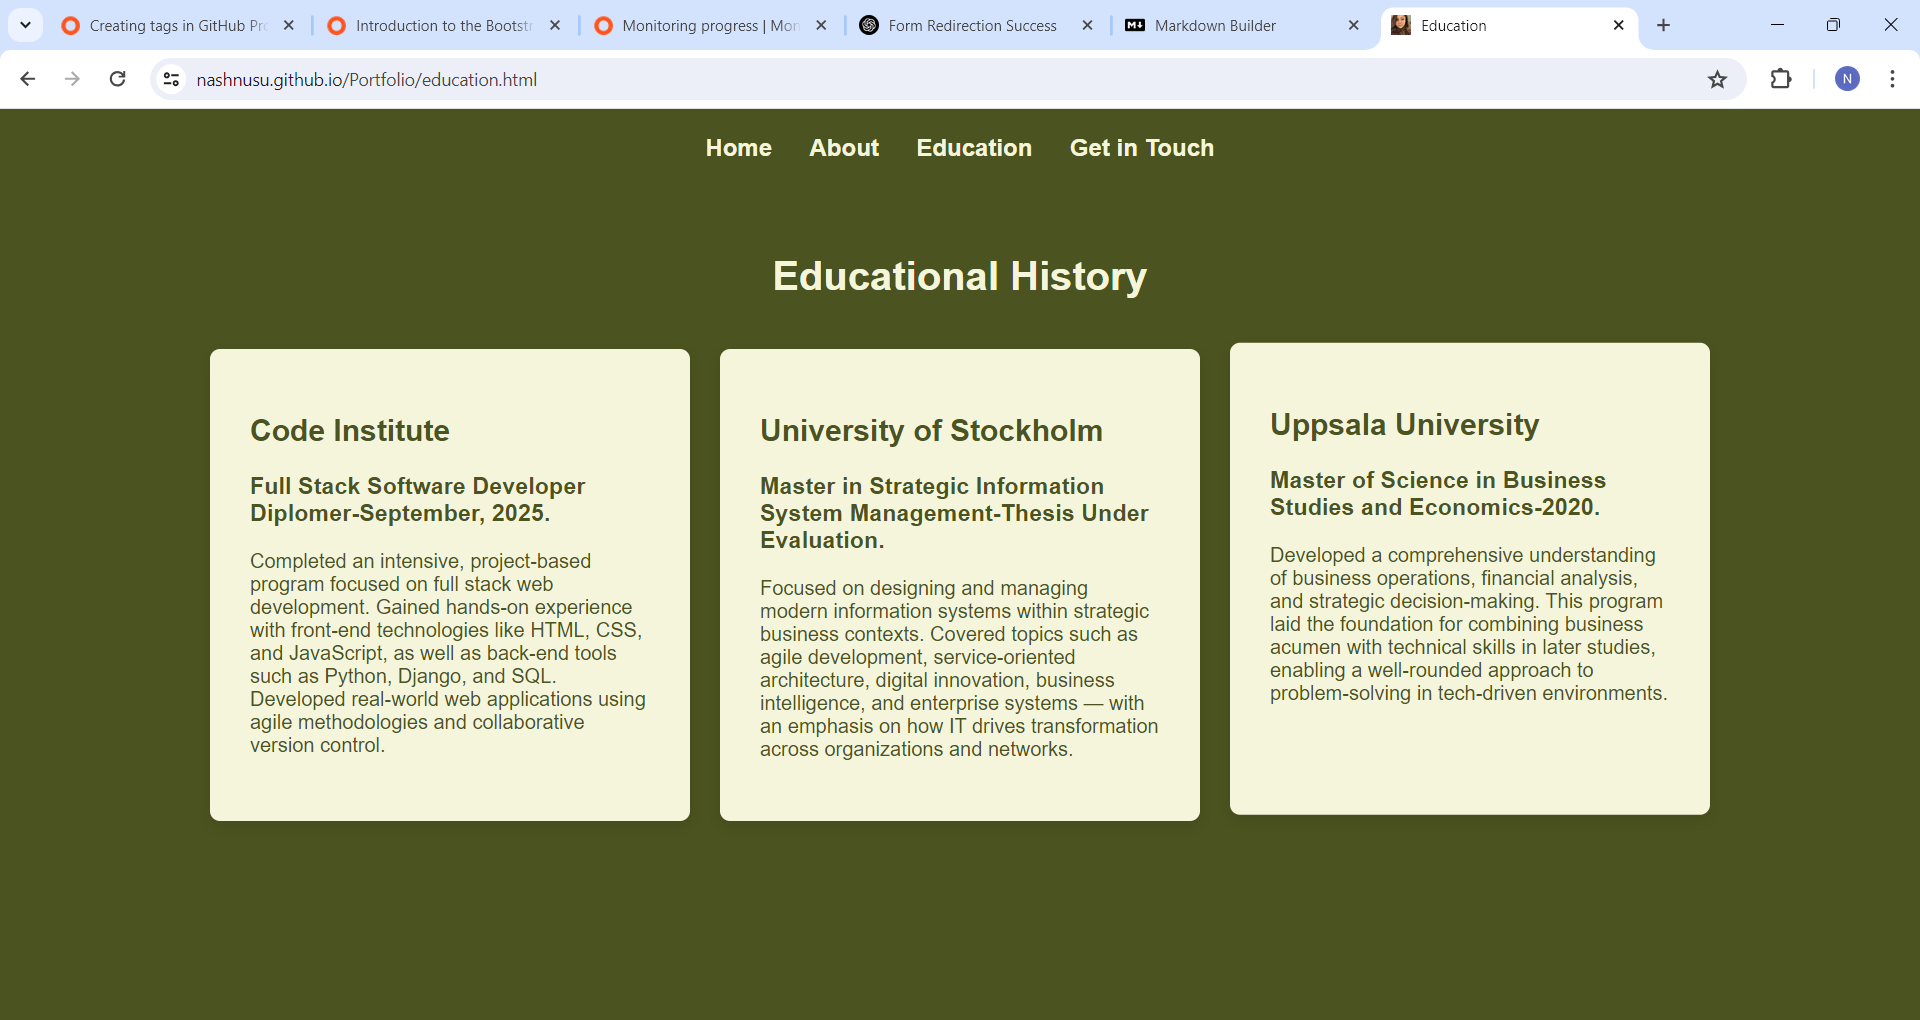 Creating tags in GitHub Pr
Introduction to the Bootstr
Monitoring progress | Mon
Form Redirection Success
Markdown Builder
Education
nashnusu.github.io/Portfolio/education.html
N
Home About Education Get in Touch
Educational History
Code Institute
Full Stack Software Developer
Diplomer-September, 2025.
Completed an intensive, project-based
program focused on full stack web
development. Gained hands-on experience
with front-end technologies like HTML, CSS,
and JavaScript, as well as back-end tools
such as Python, Django, and SQL.
Developed real-world web applications using
agile methodologies and collaborative
version control.
University of Stockholm
Master in Strategic Information
System Management-Thesis Under
Evaluation.
Focused on designing and managing
modern information systems within strategic
business contexts. Covered topics such as
agile development, service-oriented
architecture, digital innovation, business
intelligence, and enterprise systems — with
an emphasis on how IT drives transformation
across organizations and networks.
Uppsala University
Master of Science in Business
Studies and Economics-2020.
Developed a comprehensive understanding
of business operations, financial analysis,
and strategic decision-making. This program
laid the foundation for combining business
acumen with technical skills in later studies,
enabling a well-rounded approach to
problem-solving in tech-driven environments.